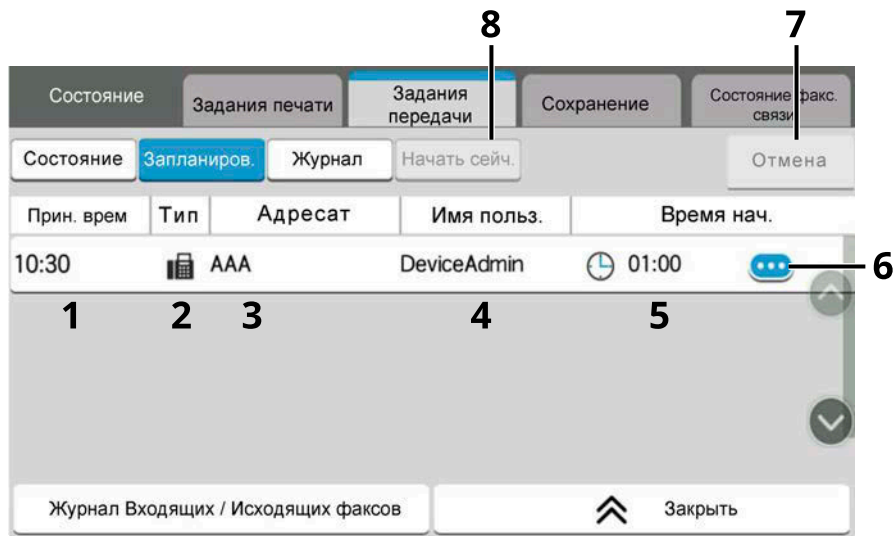 8
7
Состояние
Задания печати
Задания
передачи
Сохранение
Состояние факс.
связи
Состояние
Запланиров.
Журнал
Начать сейч.
Отмена
Прин. врем
Тип
Адресат
Имя польз.
Время нач.
10:30
AAA
DeviceAdmin
01:00
6
1
2
3
4
5
Журнал Входящих / Исходящих факсов
Закрыть